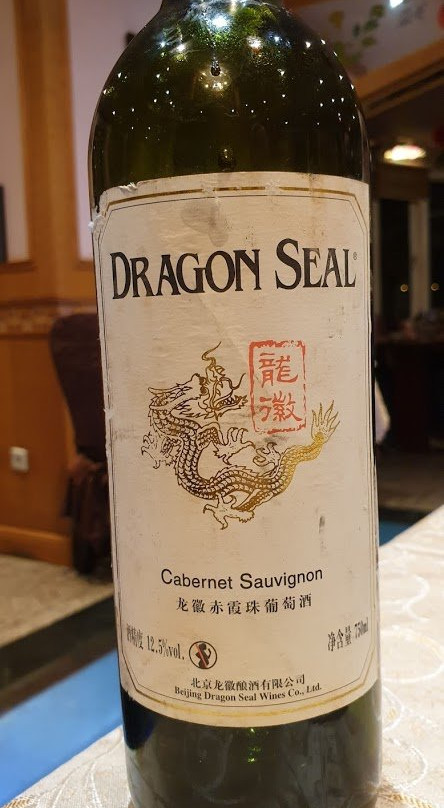 DRAGON SEAL®
龍
徽
Cabernet Sauvignon
龙徽赤霞珠葡萄酒
酒精度 12.5%vol.
净含量 750ml
北京龙徽酿酒有限公司
Beijing Dragon Seal Wines Co., Ltd.